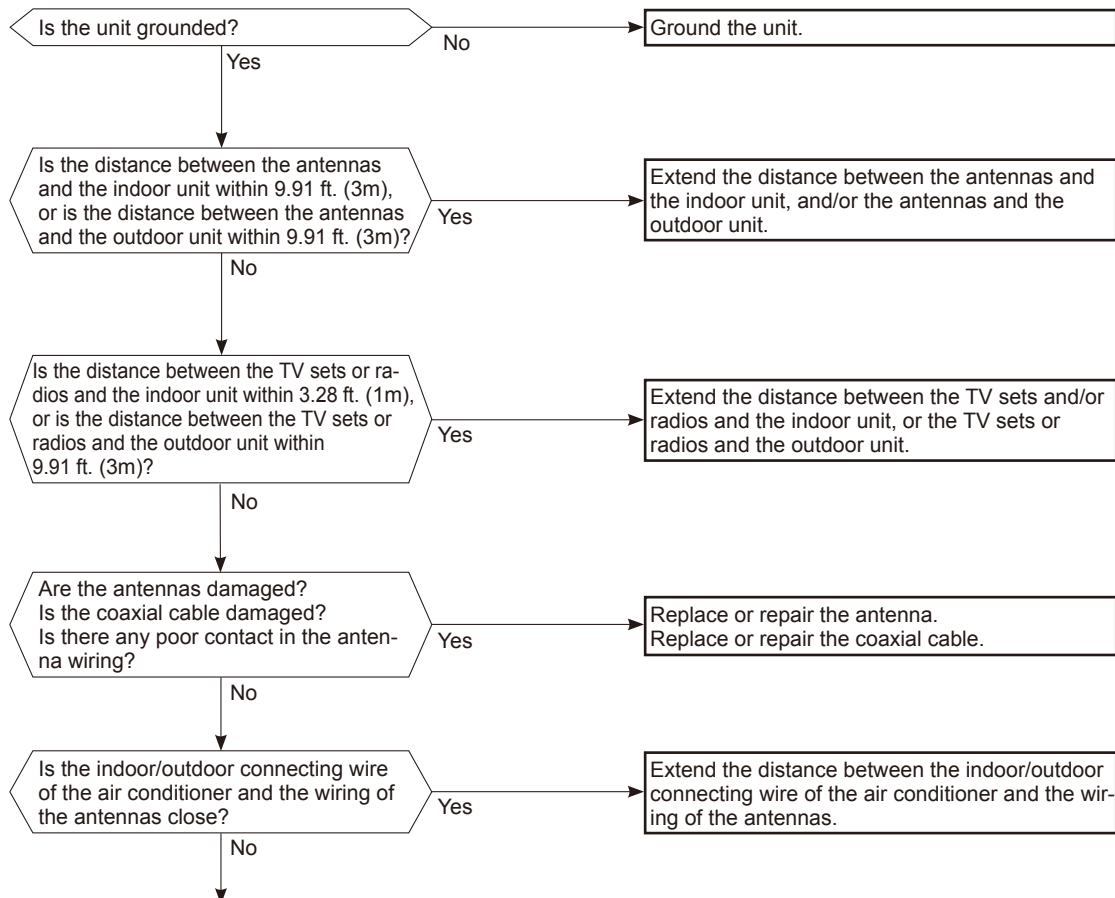 Is the unit grounded?
No
Ground the unit.
Yes
Is the distance between the antennas
and the indoor unit within 9.91 ft. (3m),
or is the distance between the antennas
and the outdoor unit within 9.91 ft. (3m)?
Yes
Extend the distance between the antennas and
the indoor unit, and/or the antennas and the
outdoor unit.
No
Is the distance between the TV sets or ra-
dios and the indoor unit within 3.28 ft. (1m),
or is the distance between the TV sets or
radios and the outdoor unit within
9.91 ft. (3m)?
Yes
Extend the distance between the TV sets and/or
radios and the indoor unit, or the TV sets or
radios and the outdoor unit.
No
Are the antennas damaged?
Is the coaxial cable damaged?
Is there any poor contact in the anten-
na wiring?
Yes
Replace or repair the antenna.
Replace or repair the coaxial cable.
No
Is the indoor/outdoor connecting wire
of the air conditioner and the wiring of
the antennas close?
Yes
Extend the distance between the indoor/outdoor
connecting wire of the air conditioner and the wir-
ing of the antennas.
No